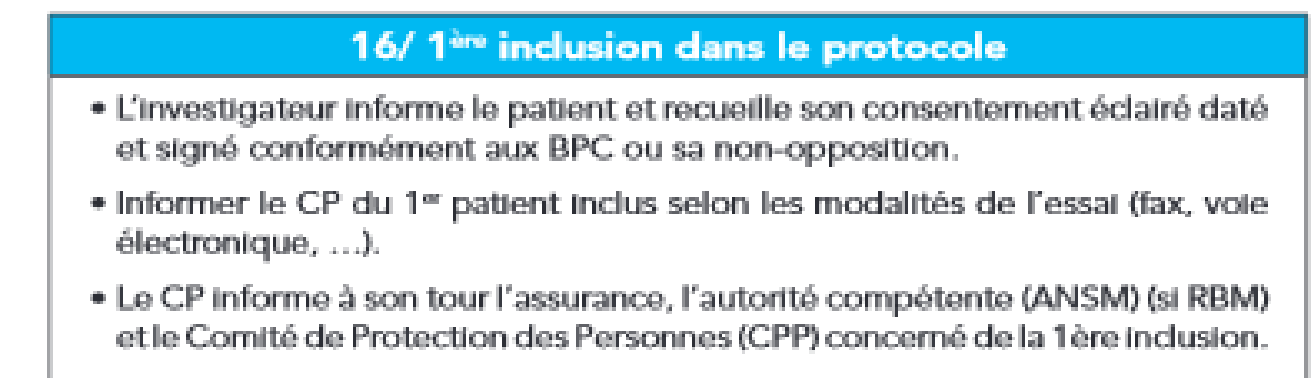 16/ 1ère inclusion dans le protocole
• L'investigateur informe le patient et recueille son consentement éclairé daté
et signé conformément aux BPC ou sa non-opposition.
• Informer le CP du 1er patient inclus selon les modalités de l'essai (fax, voie
électronique, ...).
• Le CP informe à son tour l'assurance, l'autorité compétente (ANSM) (si RBM)
et le Comité de Protection des Personnes (CPP) concerné de la 1ère inclusion.